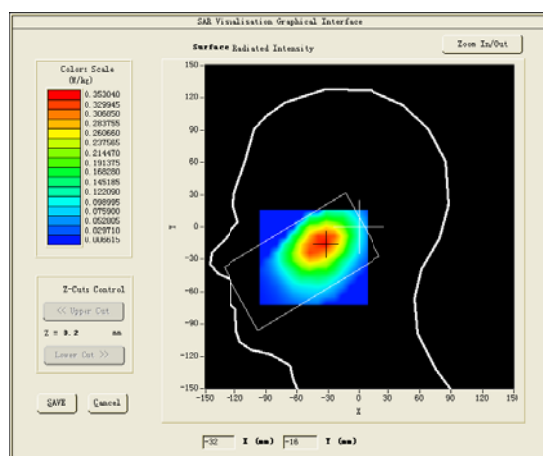 SAR Visualisation Graphical Interface
Surface Radiated Intensity
Zoom In/Out
Colors Scale
(W/kg)
0.353040
0.329945
0.306850
0.283755
0.260660
0.237565
0.214470
0.191375
0.168280
0.145185
0.122090
0.098995
0.075900
0.052805
0.029710
0.006615
Z-Cuts Control
<< Upper Cut
Z = 0.2 mm
Lower Cut >>
SAVE
Cancel
150
120
90
60
30
0
-30
-60
-90
-120
-150
Y
-150 -120 -90 -60 -30 0 30 60 90 120 150
X
-32 X (mm) -16 Y (mm)